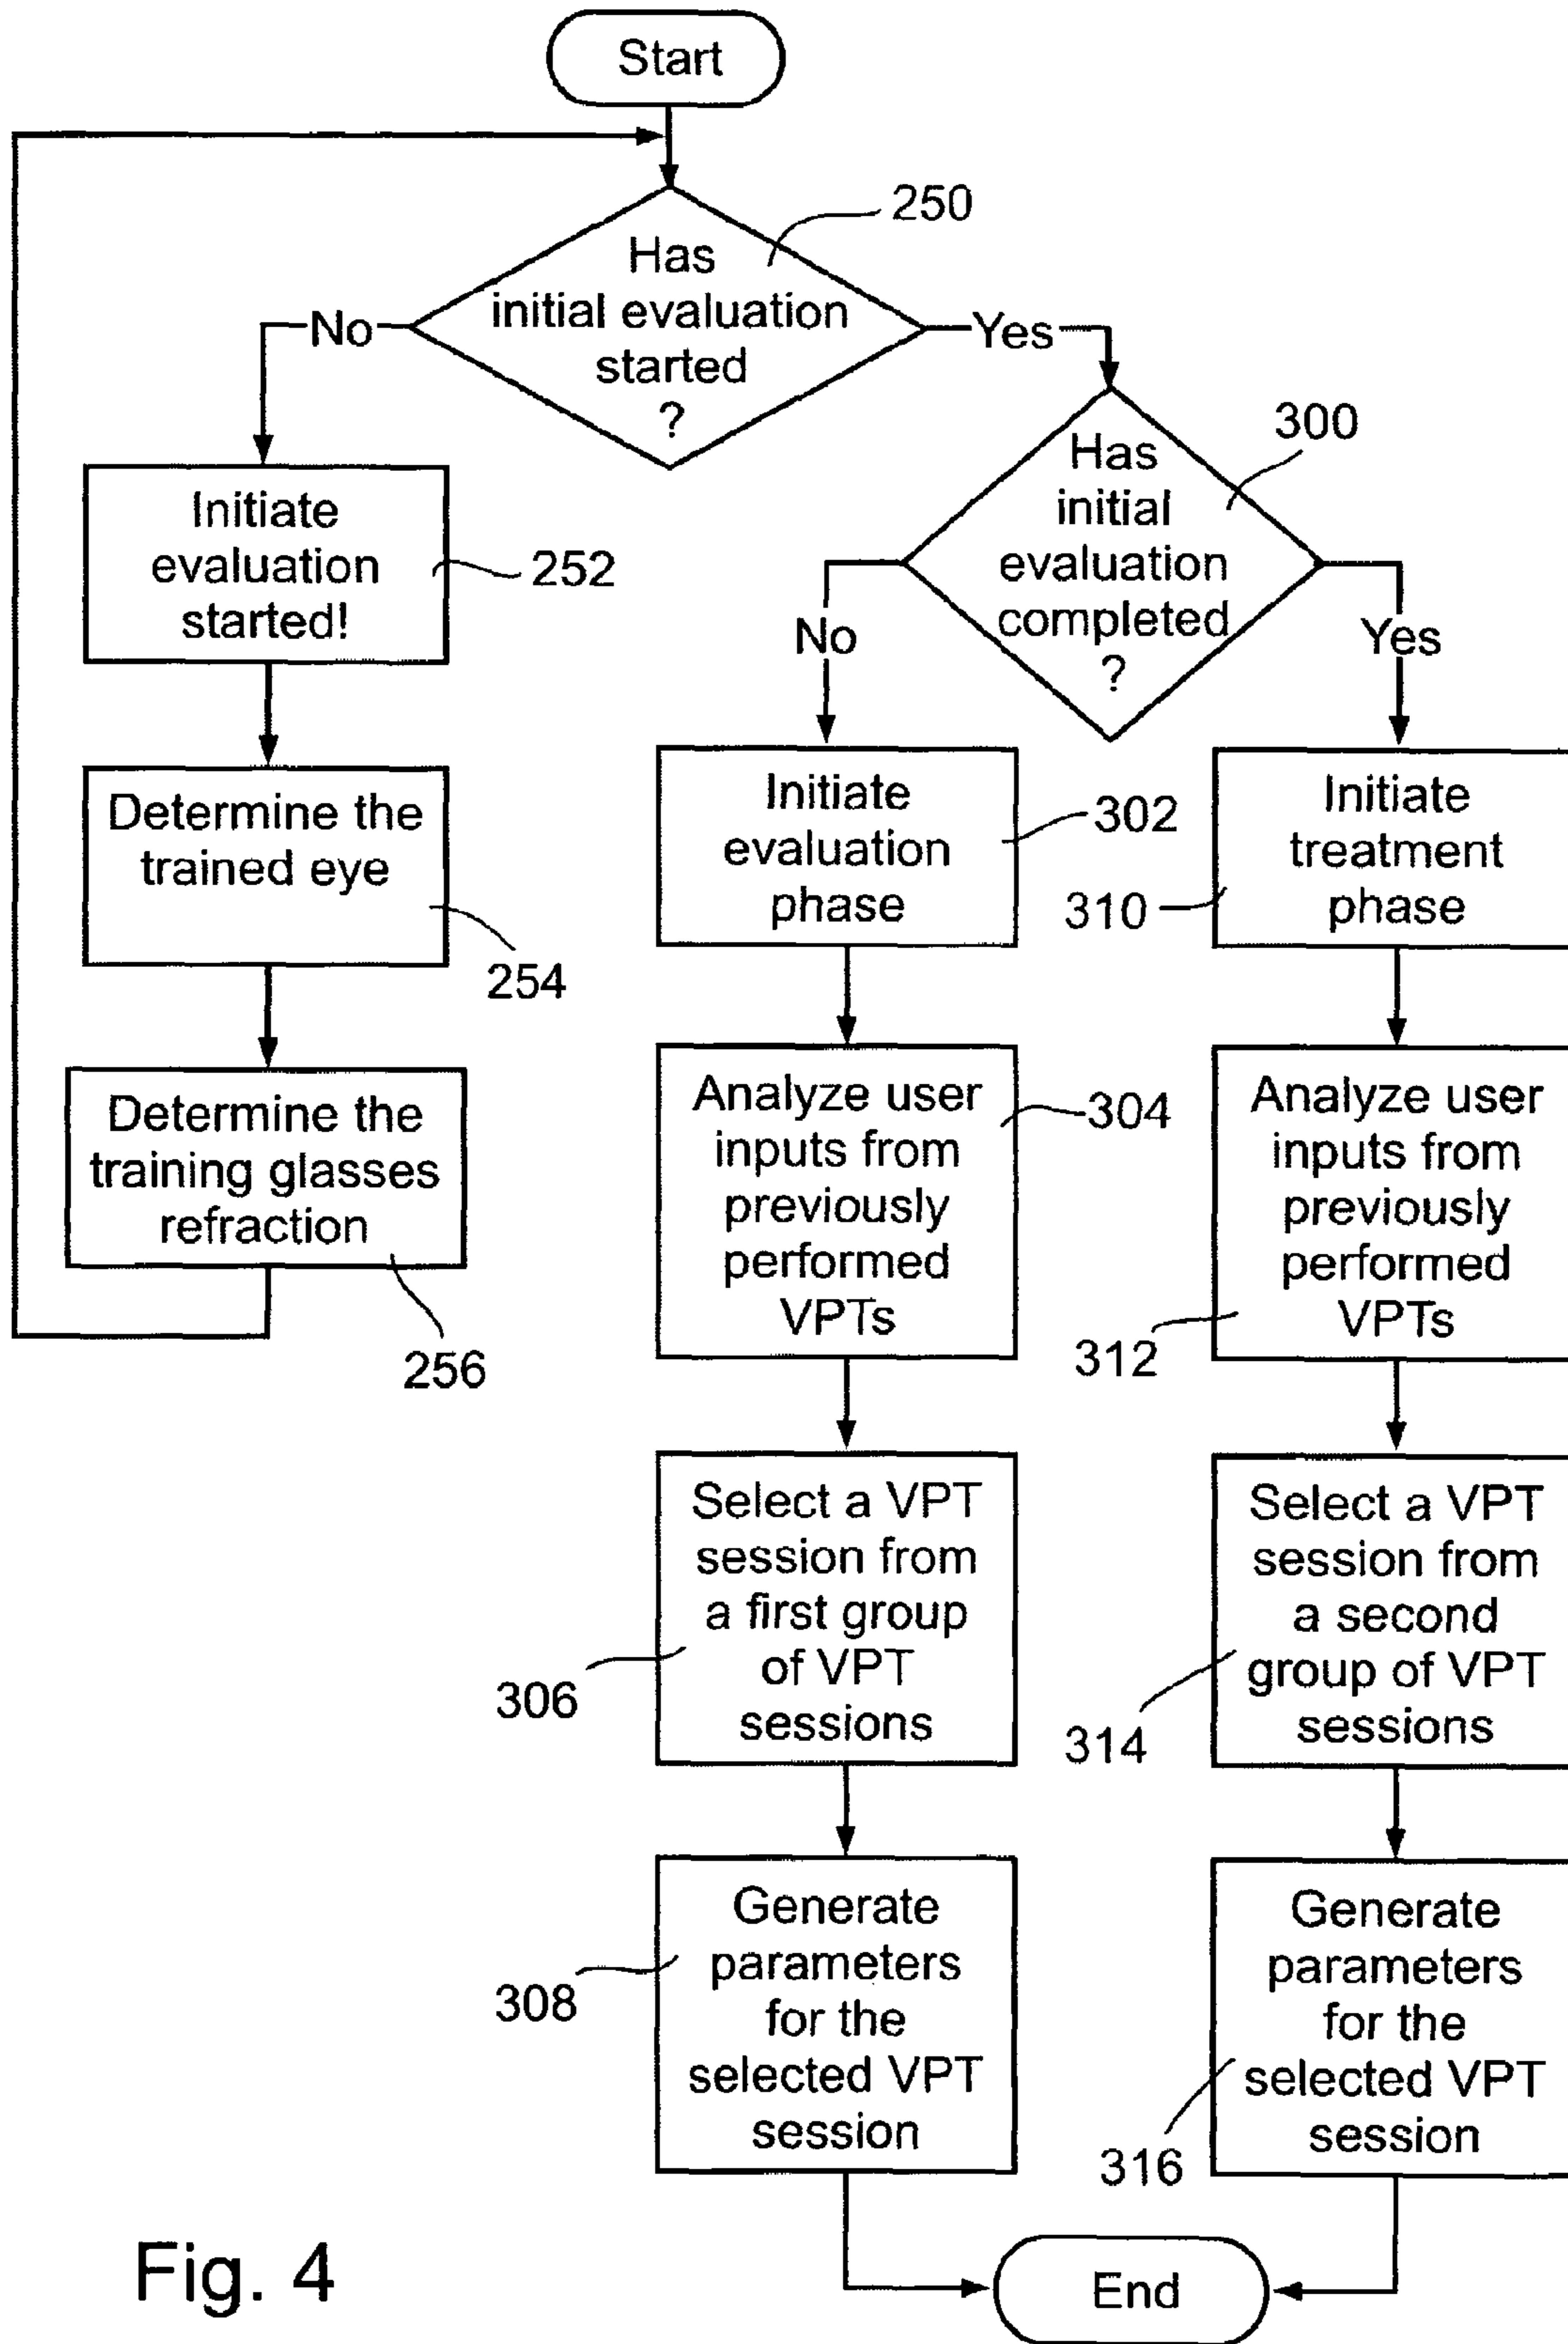 Start
250
Has
initial evaluation
started
?
No
Yes
300
Has
initial
evaluation
completed
?
No
Yes
Initiate
evaluation
started!
252
Determine the
trained eye
254
Determine the
training glasses
refraction
256
Initiate
evaluation
phase
302
Analyze user
inputs from
previously
performed
VPTs
304
Select a VPT
session from
a first group
of VPT
sessions
306
Generate
parameters
for the
selected VPT
session
308
Initiate
treatment
phase
310
Analyze user
inputs from
previously
performed
VPTs
312
Select a VPT
session from
a second
group of VPT
sessions
314
Generate
parameters
for the
selected VPT
session
316
End
Fig. 4